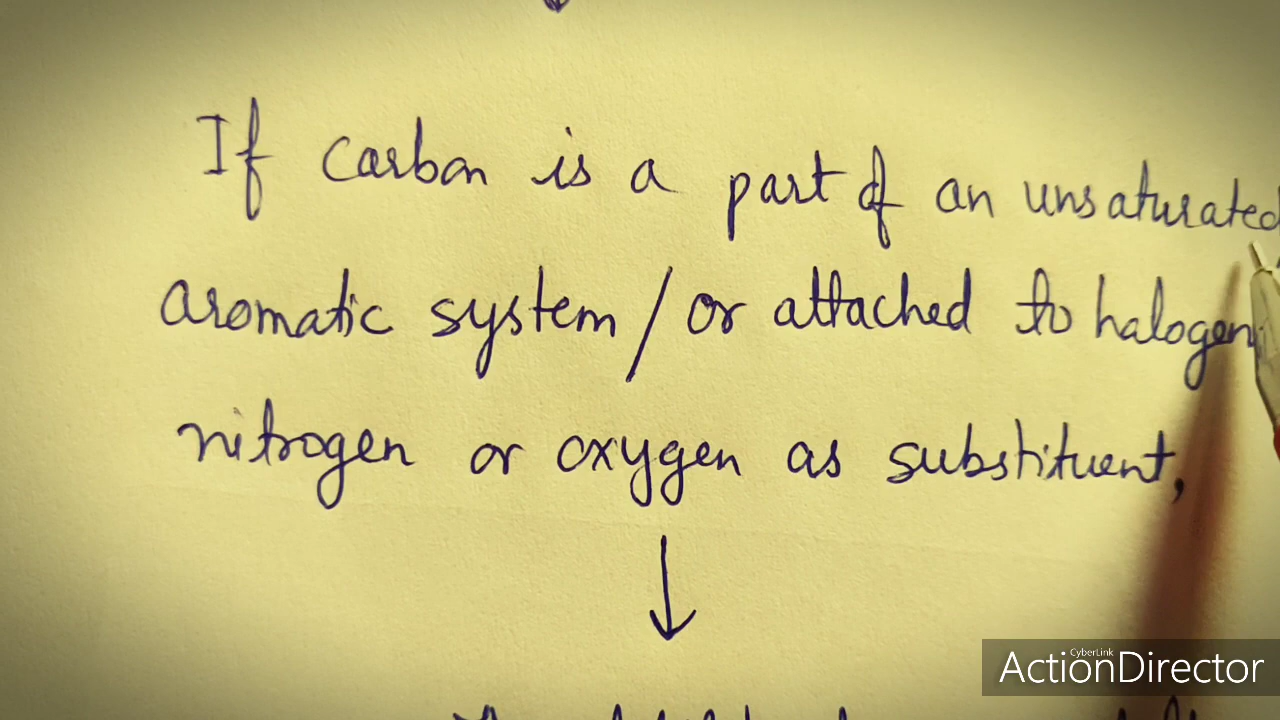 If carbon is a part of an unsaturated
aromatic system / or attached to halogen
nitrogen or oxygen as substituent,
CyberLink
ActionDirector